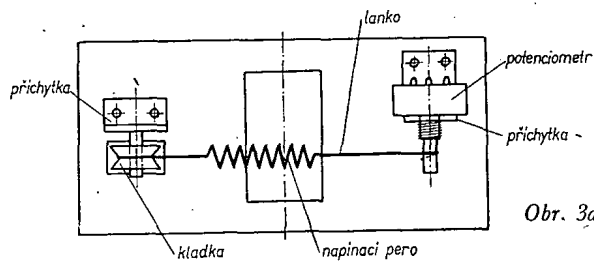 lanko
potenciometr
příchytka
příchytka
kladka
napínací pero
Obr. 3a